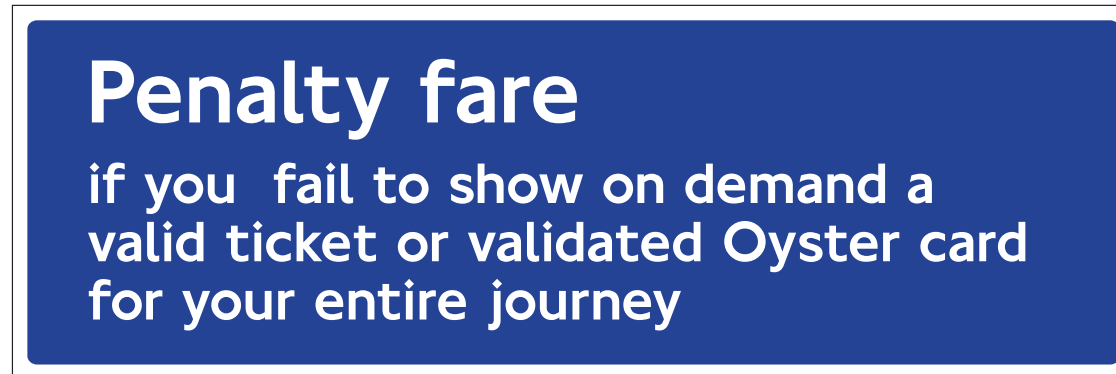 Penalty fare
if you  fail to show on demand a
valid ticket or validated Oyster card
for your entire journey